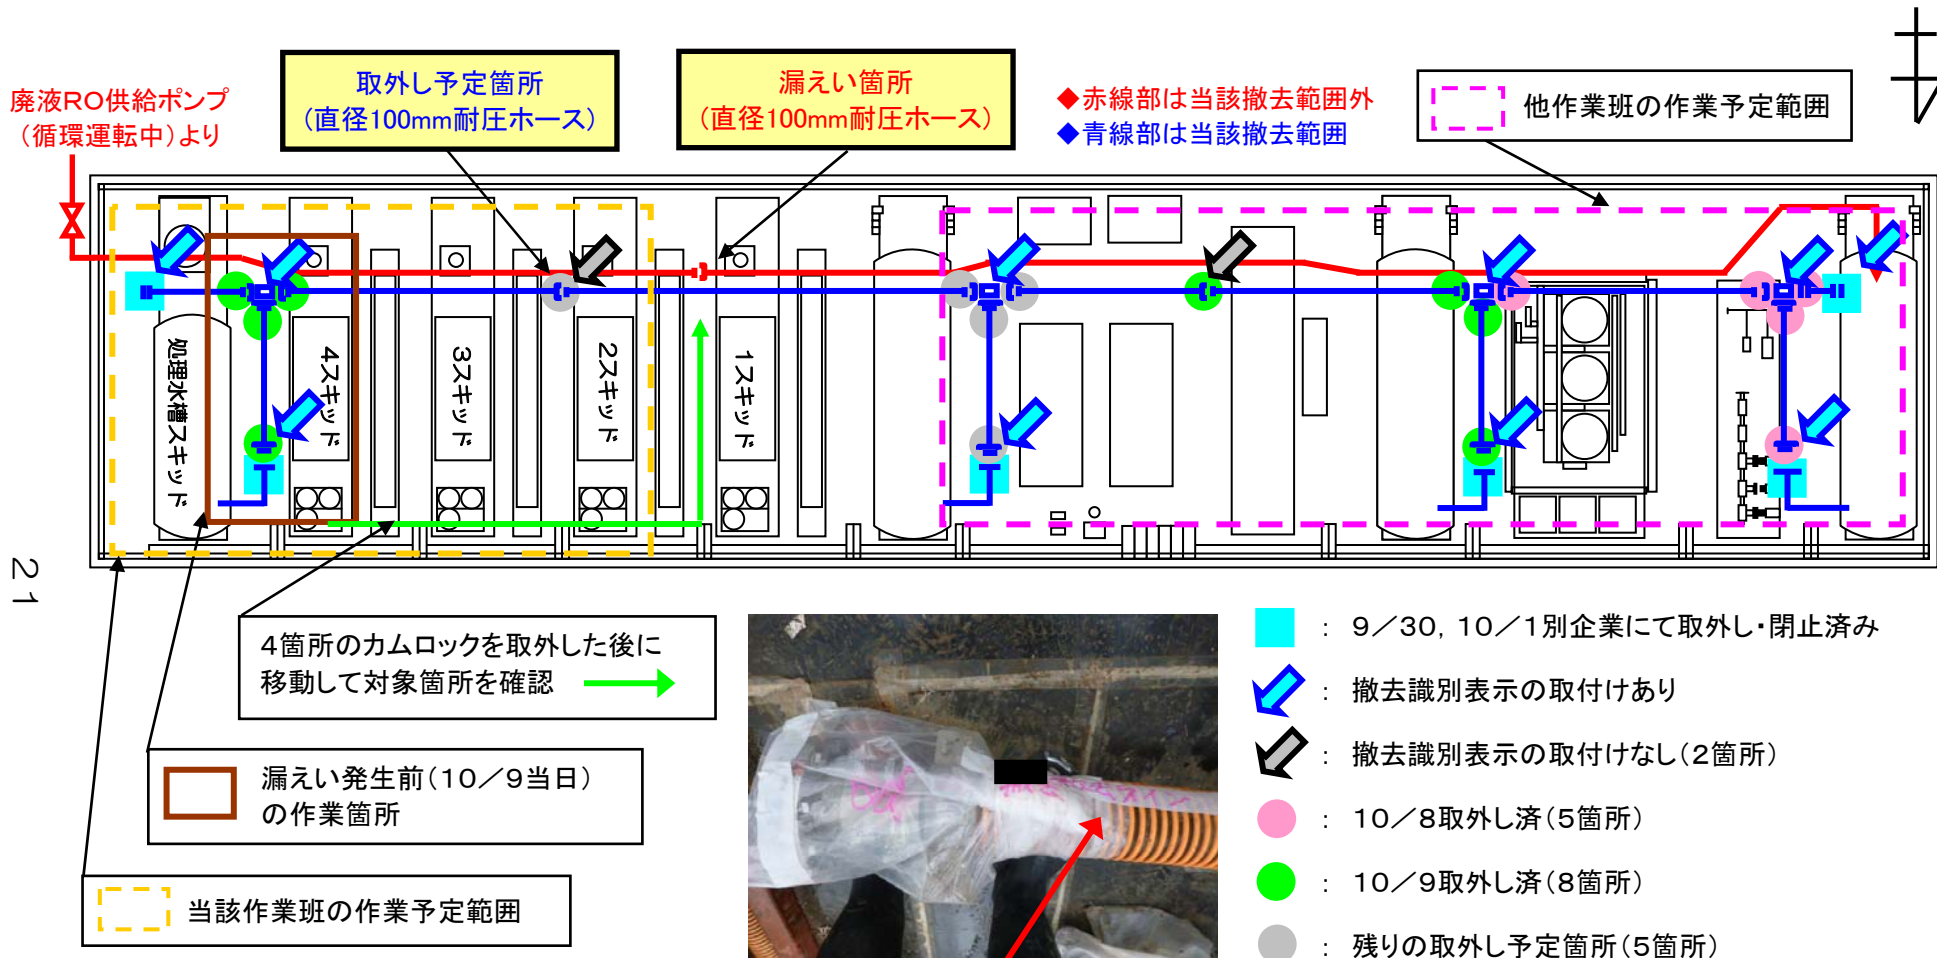 廃液RO供給ポンプ
(循環運転中)より
取外し予定箇所
(直径100mm耐圧ホース)
漏えい箇所
(直径100mm耐圧ホース)
◆赤線部は当該撤去範囲外
◆青線部は当該撤去範囲
他作業班の作業予定範囲
処理水槽スキッド
4スキッド
3スキッド
2スキッド
1スキッド
21
4箇所のカムロックを取外した後に
移動して対象箇所を確認
漏えい発生前(10/9当日)
の作業箇所
当該作業班の作業予定範囲
: 9/30,10/1別企業にて取外し・閉止済み
: 撤去識別表示の取付けあり
: 撤去識別表示の取付けなし(2箇所)
: 10/8取外し済(5箇所)
: 10/9取外し済(8箇所)
: 残りの取外し予定箇所(5箇所)